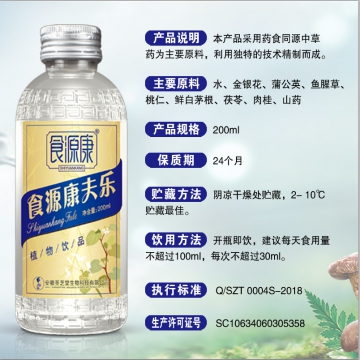 食源康
SHIYUANKANG
食源康夫乐
Shiyuankang Fule
净含量:200ml
植/物/饮/品
产品说明 本产品采用药食同源中草
药为主要原料，利用独特的技术精制而成。
主要原料 水、金银花、蒲公英、鱼腥草、
桃仁、鲜白茅根、茯苓、肉桂、山药
产品规格 200ml
保质期 24个月
贮藏方法 阴凉干燥处贮藏，2-10℃
贮藏最佳。
饮用方法 开瓶即饮，建议每天食用量
不超过100ml，每次不超过30ml。
执行标准 Q/SZT 0004S-2018
生产许可证号 SC10634060305358